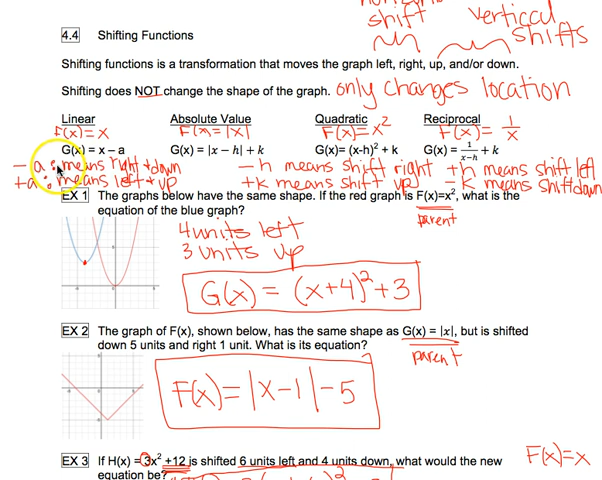 horizontal
shift
vertical
shifts
4.4 Shifting Functions
Shifting functions is a transformation that moves the graph left, right, up, and/or down.
Shifting does NOT change the shape of the graph. only changes location
Linear Absolute Value Quadratic Reciprocal
F(x)=x F(x)=|x| F(x)=x² F(x)= 1/x
G(x) = x – a G(x) = |x – h| + k G(x)= (x-h)² + k G(x) = 1/(x−h) + k
– a : means right & down – h means shift right +h means shift left
+a : means left & up +k means shift up – k means shift down
EX 1 The graphs below have the same shape. If the red graph is F(x)=x², what is the
equation of the blue graph?
parent
4 units left
3 units up
G(x) = (x+4)² + 3
EX 2 The graph of F(x), shown below, has the same shape as G(x) = |x|, but is shifted
down 5 units and right 1 unit. What is its equation?
parent
F(x) = |x – 1| – 5
F(x)=x
EX 3 If H(x) = 3x² +12 is shifted 6 units left and 4 units down, what would the new
equation be?